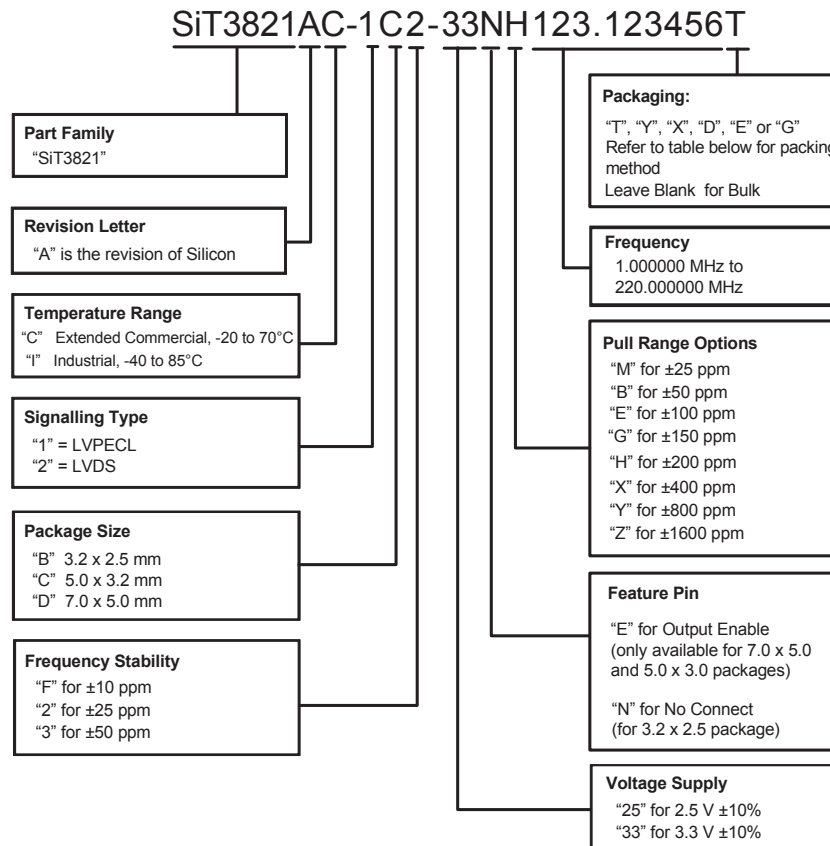 SiT3821AC-1C2-33NH123.123456T
Part Family
“SiT3821”
Revision Letter
“A” is the revision of Silicon
Temperature Range
“C” Extended Commercial, -20 to 70°C
“I” Industrial, -40 to 85°C
Signalling Type
“1” = LVPECL
“2” = LVDS
Package Size
“B” 3.2 x 2.5 mm
“C” 5.0 x 3.2 mm
“D” 7.0 x 5.0 mm
Frequency Stability
“F” for ±10 ppm
“2” for ±25 ppm
“3” for ±50 ppm
Packaging:
“T”, “Y”, “X”, “D”, “E” or “G”
Refer to table below for packing
method
Leave Blank for Bulk
Frequency
1.000000 MHz to
220.000000 MHz
Pull Range Options
“M” for ±25 ppm
“B” for ±50 ppm
“E” for ±100 ppm
“G” for ±150 ppm
“H” for ±200 ppm
“X” for ±400 ppm
“Y” for ±800 ppm
“Z” for ±1600 ppm
Feature Pin
“E” for Output Enable
(only available for 7.0 x 5.0
and 5.0 x 3.0 packages)
“N” for No Connect
(for 3.2 x 2.5 package)
Voltage Supply
“25” for 2.5 V ±10%
“33” for 3.3 V ±10%